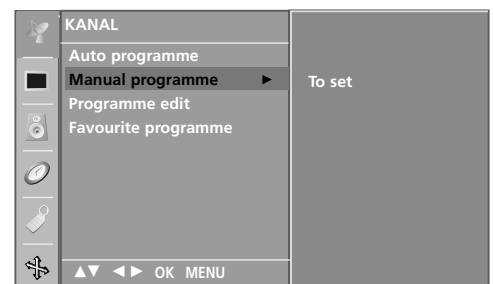 KANAL
Auto programme
Manual programme ►
To set
Programme edit
Favourite programme
▲▼ ◄► OK MENU